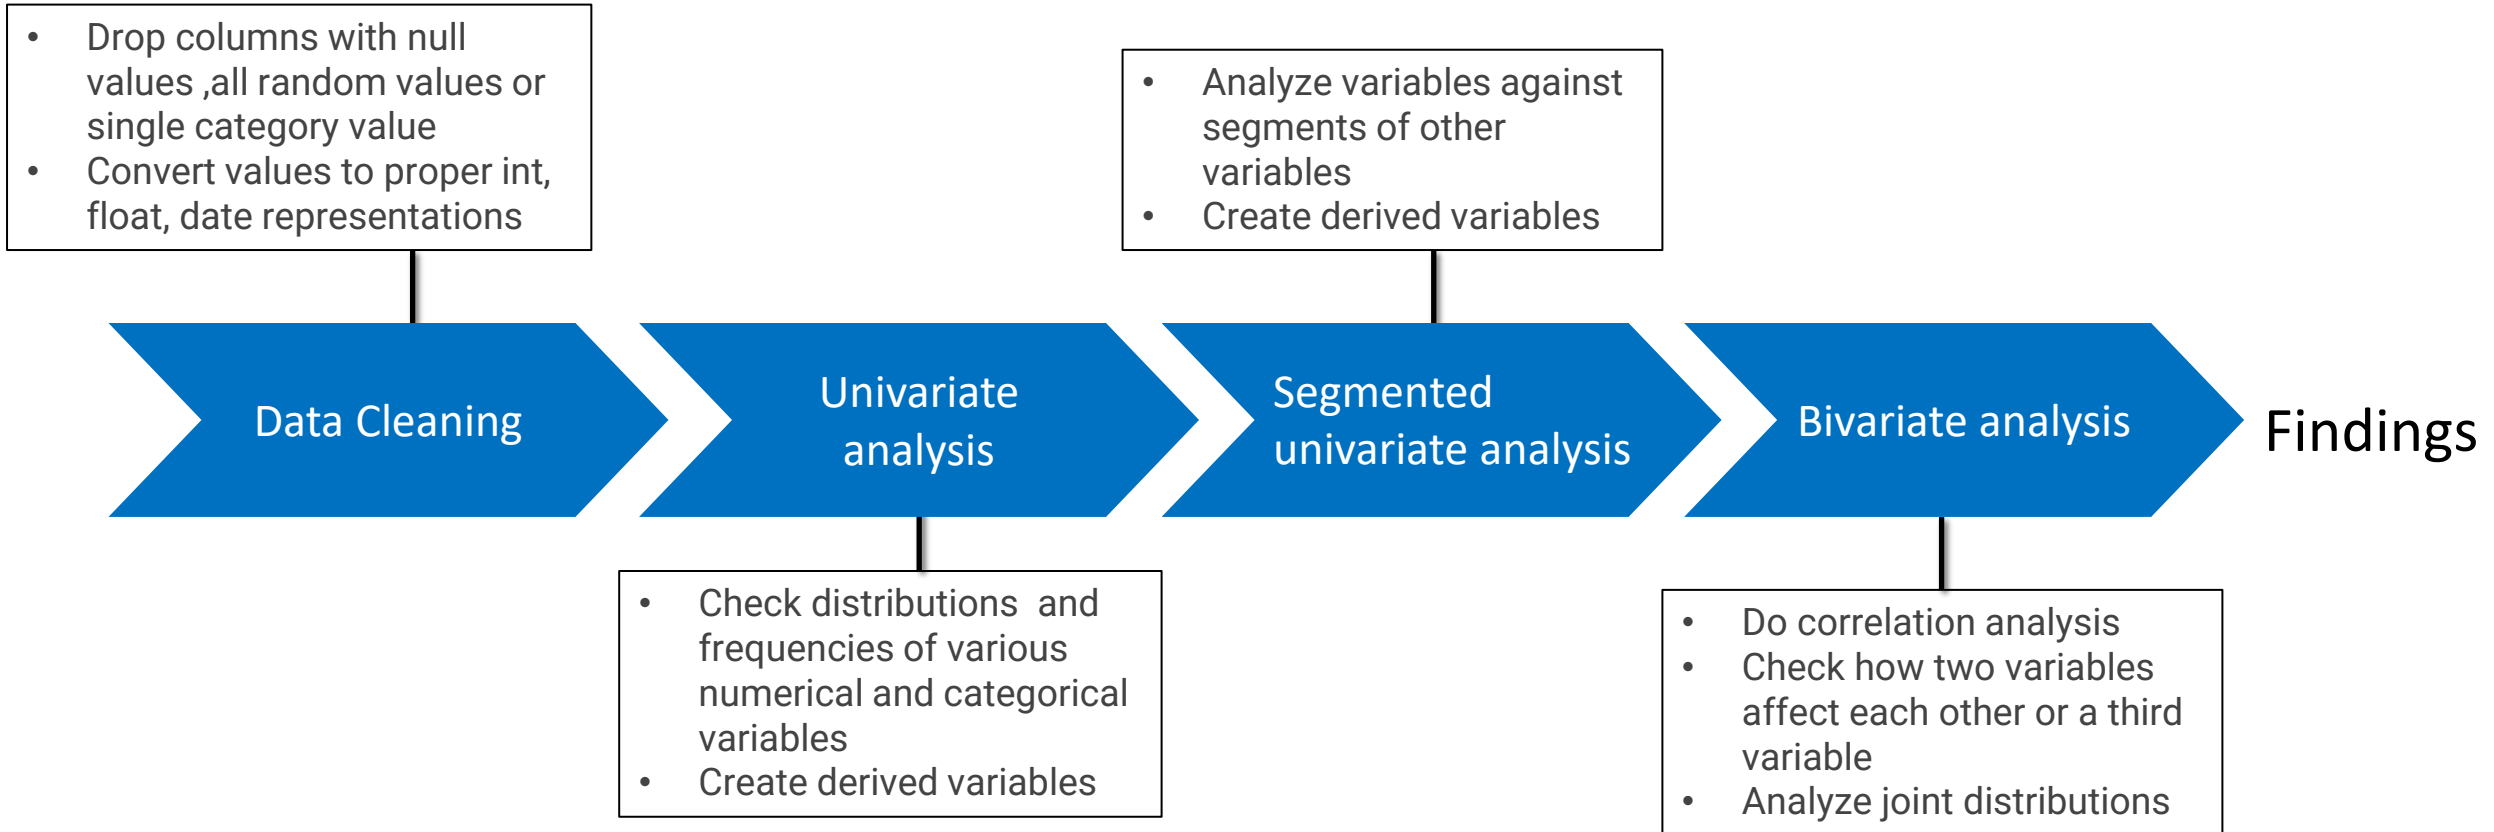 • Drop columns with null
values ,all random values or
single category value
• Convert values to proper int,
float, date representations
• Analyze variables against
segments of other
variables
• Create derived variables
Data Cleaning
Univariate
analysis
Segmented
univariate analysis
Bivariate analysis
Findings
• Check distributions  and
frequencies of various
numerical and categorical
variables
• Create derived variables
• Do correlation analysis
• Check how two variables
affect each other or a third
variable
• Analyze joint distributions